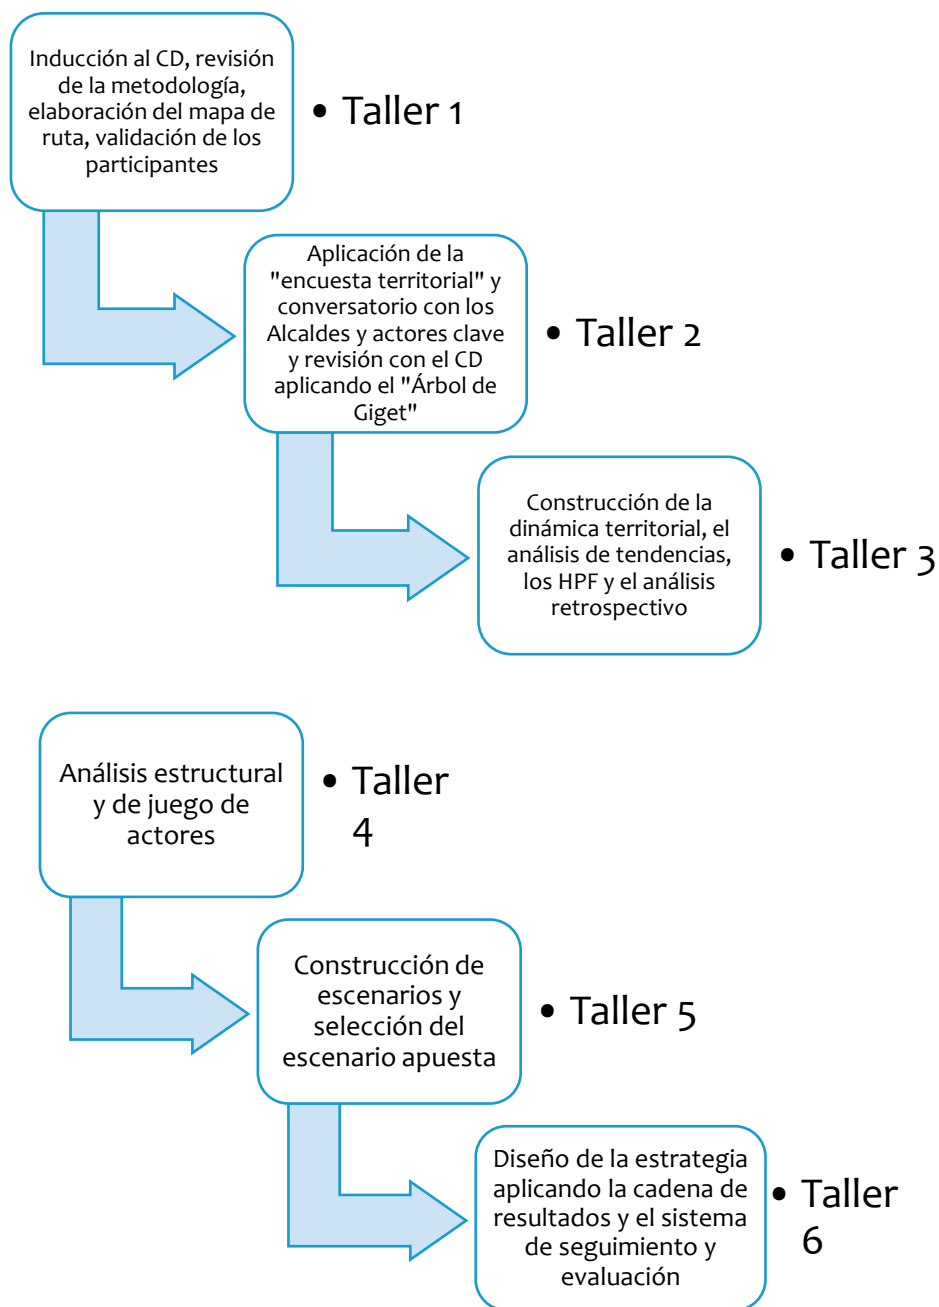 Inducción al CD, revisión
de la metodología,
elaboración del mapa de
ruta, validación de los
participantes
• Taller 1
Aplicación de la
"encuesta territorial" y
conversatorio con los
Alcaldes y actores clave
y revisión con el CD
aplicando el "Árbol de
Giget"
• Taller 2
Construcción de la
dinámica territorial, el
análisis de tendencias,
los HPF y el análisis
retrospectivo
• Taller 3
Análisis estructural
y de juego de
actores
• Taller
4
Construcción de
escenarios y
selección del
escenario apuesta
• Taller 5
Diseño de la estrategia
aplicando la cadena de
resultados y el sistema
de seguimiento y
evaluación
• Taller
6